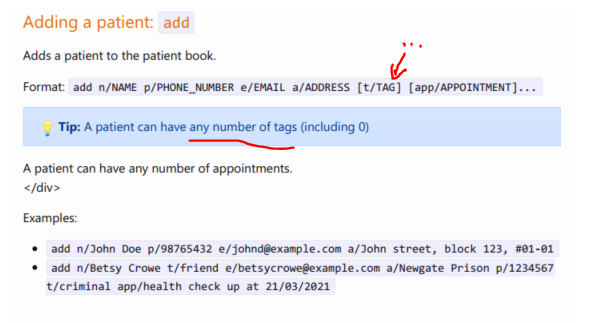 Adding a patient: add
...
Adds a patient to the patient book.
Format: add n/NAME p/PHONE_NUMBER e/EMAIL a/ADDRESS [t/TAG] [app/APPOINTMENT]...
Tip: A patient can have any number of tags (including 0)
A patient can have any number of appointments.
</div>
Examples:
• add n/John Doe p/98765432 e/johnd@example.com a/John street, block 123, #01-01
• add n/Betsy Crowe t/friend e/betsycrowe@example.com a/Newgate Prison p/1234567
t/criminal app/health check up at 21/03/2021